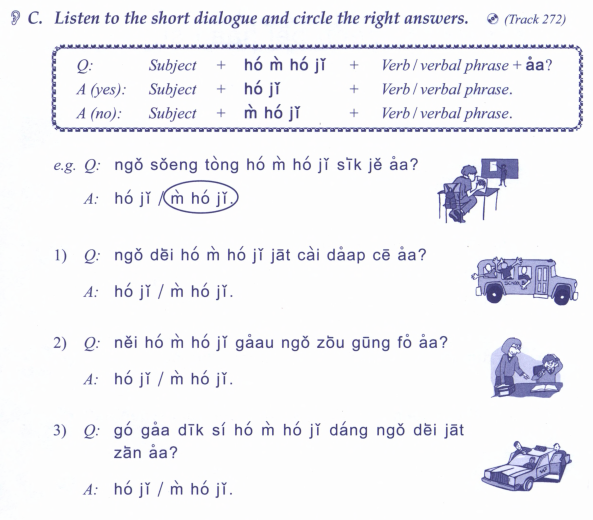 C. Listen to the short dialogue and circle the right answers. (Track 272)
Q: Subject + hó m̀ hó jǐ + Verb / verbal phrase + åa?
A (yes): Subject + hó jǐ + Verb / verbal phrase.
A (no): Subject + m̀ hó jǐ + Verb / verbal phrase.
e.g. Q: ngǒ sǒeng tòng hó m̀ hó jǐ sīk jě åa?
A: hó jǐ / m̀ hó jǐ.
1) Q: ngǒ dēi hó m̀ hó jǐ jāt cài dåap cē åa?
A: hó jǐ / m̀ hó jǐ.
2) Q: něi hó m̀ hó jǐ gåau ngǒ zōu gūng fo̊ åa?
A: hó jǐ / m̀ hó jǐ.
3) Q: gó gåa dīk sí hó m̀ hó jǐ dáng ngǒ dēi jāt
zān åa?
A: hó jǐ / m̀ hó jǐ.